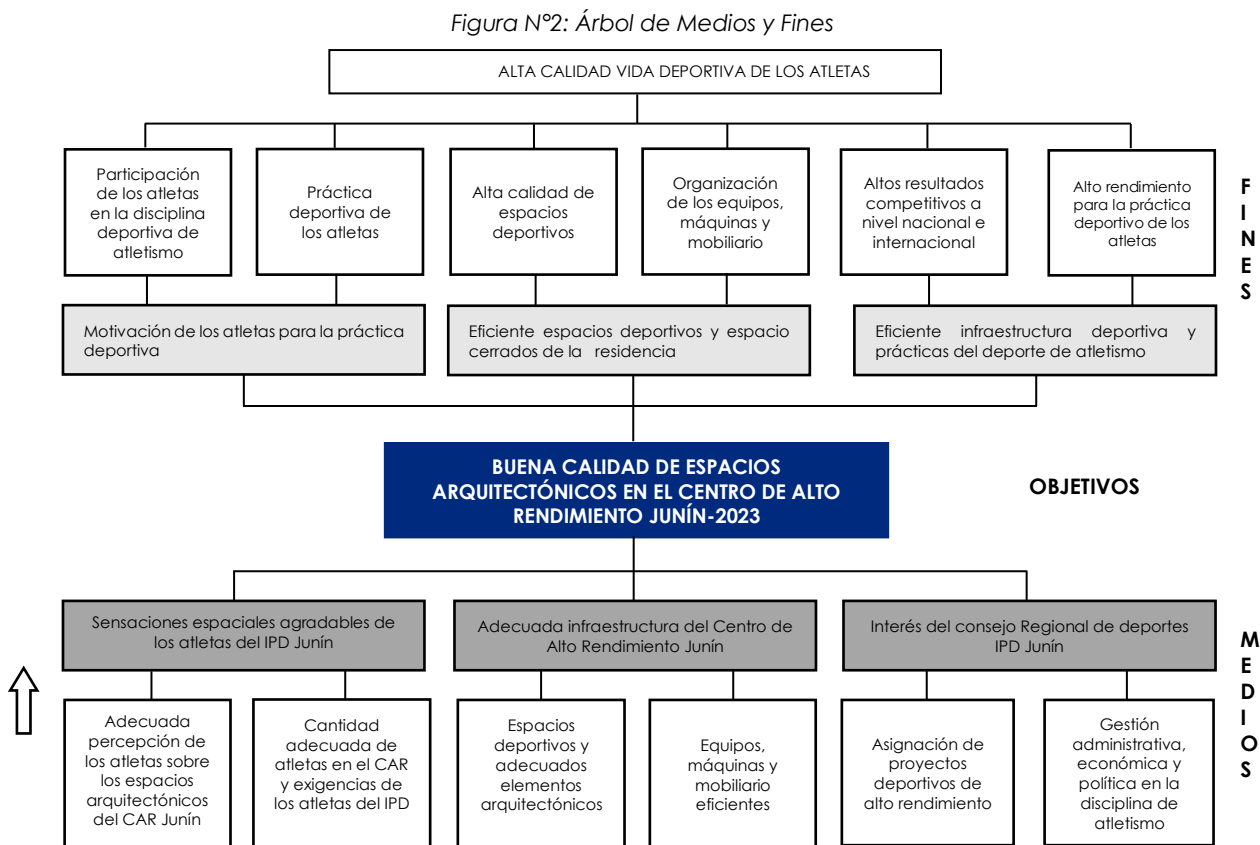 Figura N°2: Árbol de Medios y Fines
ALTA CALIDAD VIDA DEPORTIVA DE LOS ATLETAS
Participación
de los atletas
en la disciplina
deportiva de
atletismo
Práctica
deportiva de
los atletas
Alta calidad de
espacios
deportivos
Organización
de los equipos,
máquinas y
mobiliario
Altos resultados
competitivos a
nivel nacional e
internacional
Alto rendimiento
para la práctica
deportivo de los
atletas
FINES
Motivación de los atletas para la práctica
deportiva
Eficiente espacios deportivos y espacio
cerrados de la residencia
Eficiente infraestructura deportiva y
prácticas del deporte de atletismo
BUENA CALIDAD DE ESPACIOS
ARQUITECTÓNICOS EN EL CENTRO DE ALTO
RENDIMIENTO JUNÍN-2023
OBJETIVOS
Sensaciones espaciales agradables de
los atletas del IPD Junín
Adecuada infraestructura del Centro de
Alto Rendimiento Junín
Interés del consejo Regional de deportes
IPD Junín
MEDIOS
Adecuada
percepción de
los atletas sobre
los espacios
arquitectónicos
del CAR Junín
Cantidad
adecuada de
atletas en el CAR
y exigencias de
los atletas del IPD
Espacios
deportivos y
adecuados
elementos
arquitectónicos
Equipos,
máquinas y
mobiliario
eficientes
Asignación de
proyectos
deportivos de
alto rendimiento
Gestión
administrativa,
económica y
política en la
disciplina de
atletismo